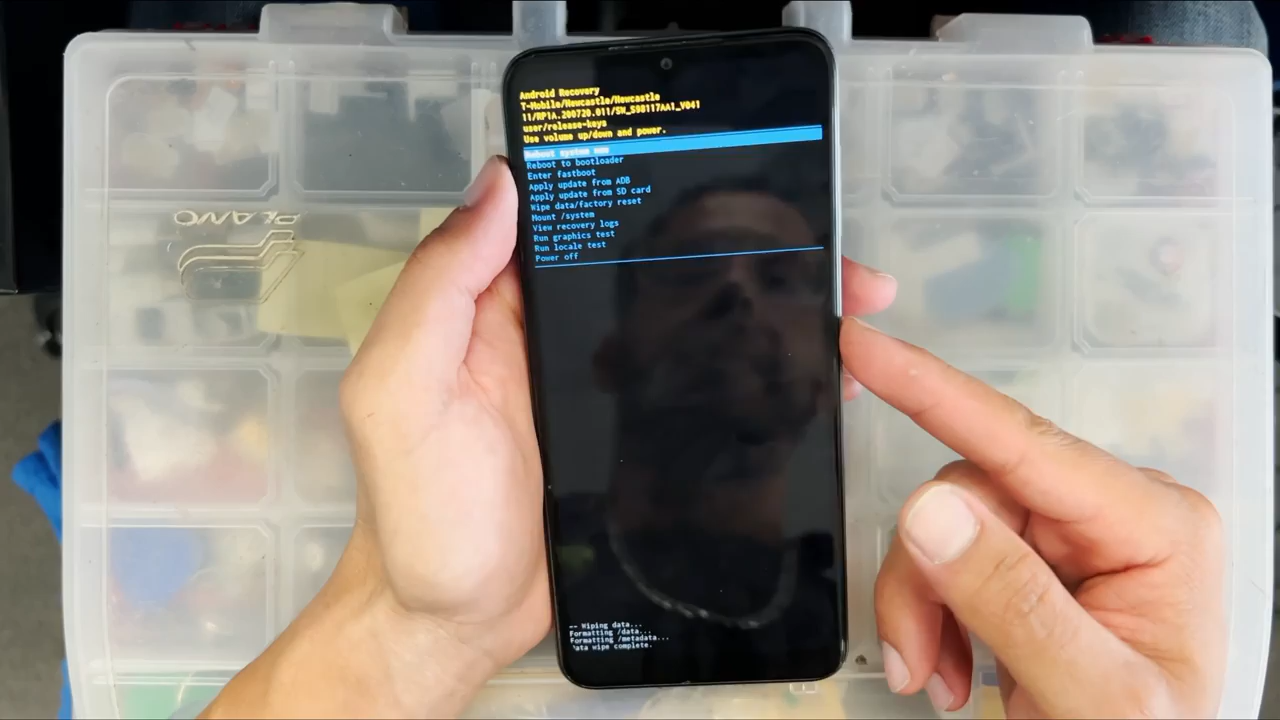 Android Recovery
T-Mobile/Newcastle/Newcastle
11/RP1A.200720.011/SW_S98117AA1_V041
user/release-keys
Use volume up/down and power.
Reboot system now
Reboot to bootloader
Enter fastboot
Apply update from ADB
Apply update from SD card
Wipe data/factory reset
Mount /system
View recovery logs
Run graphics test
Run locale test
Power off
PLANO
-- Wiping data...
Formatting /data...
Formatting /metadata...
Data wipe complete.